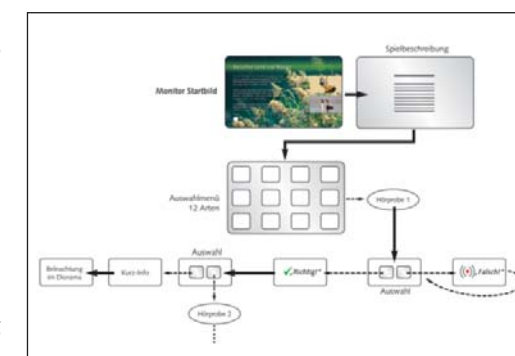 Spielbeschreibung
Monitor Startbild
Auswahlmenü
12 Arten
Hörprobe 1
Auswahl
Beleuchtung
im Diorama
Kurz-Info
„Richtig!“
Auswahl
„Falsch!“
Hörprobe 2